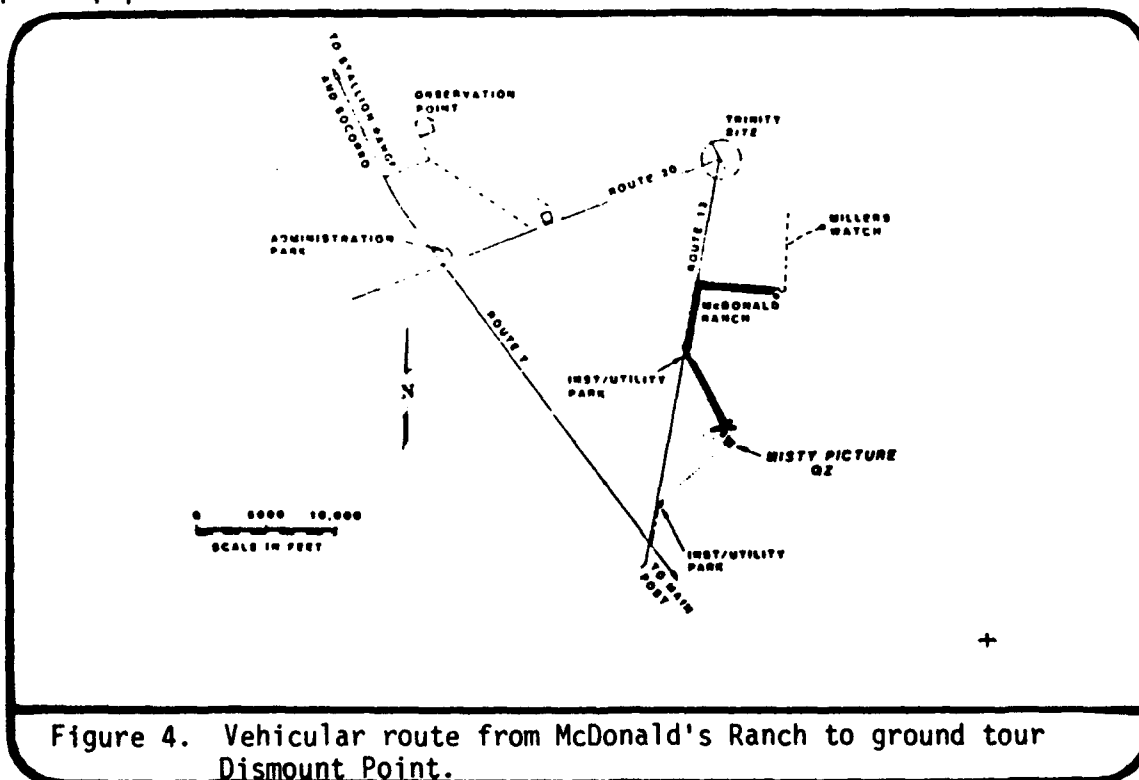 TO STALLION RANGE
AND SOCORRO
OBSERVATION
POINT
TRINITY
SITE
ROUTE 20
ROUTE 13
MILLERS
WATCH
ADMINISTRATION
PARK
McDONALD
RANCH
ROUTE 7
N
INST/UTILITY
PARK
MISTY PICTURE
GZ
0 5000 10,000
SCALE IN FEET
INST/UTILITY
PARK
TO MAIN
POST
Figure 4. Vehicular route from McDonald's Ranch to ground tour
Dismount Point.